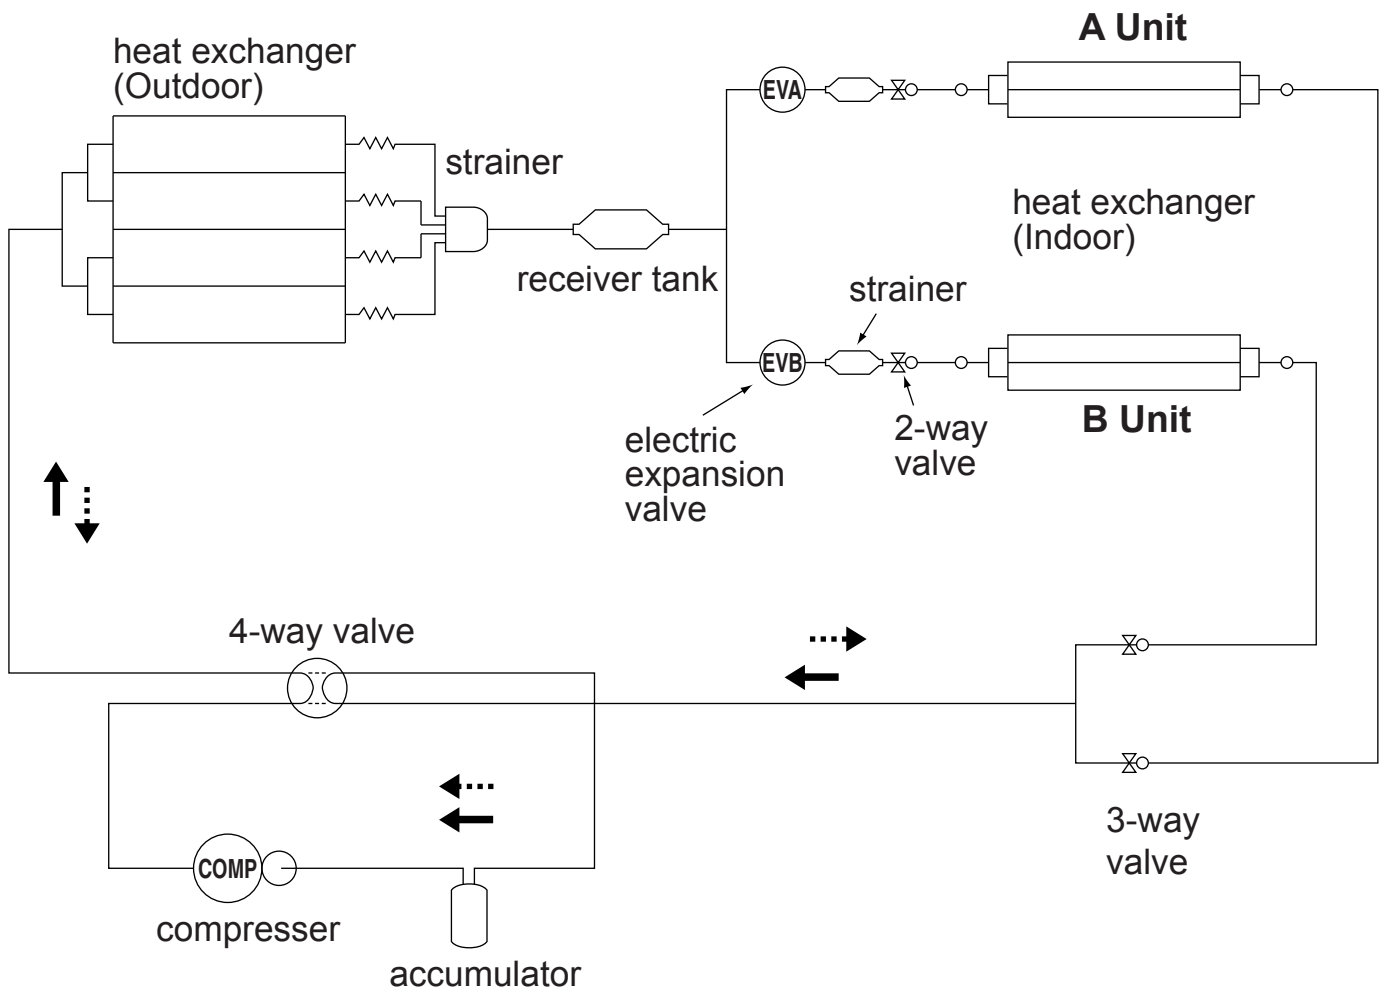 A Unit
heat exchanger
(Outdoor)
EVA
strainer
heat exchanger
(Indoor)
receiver tank
strainer
EVB
B Unit
2-way
valve
electric
expansion
valve
4-way valve
3-way
valve
COMP
compresser
accumulator